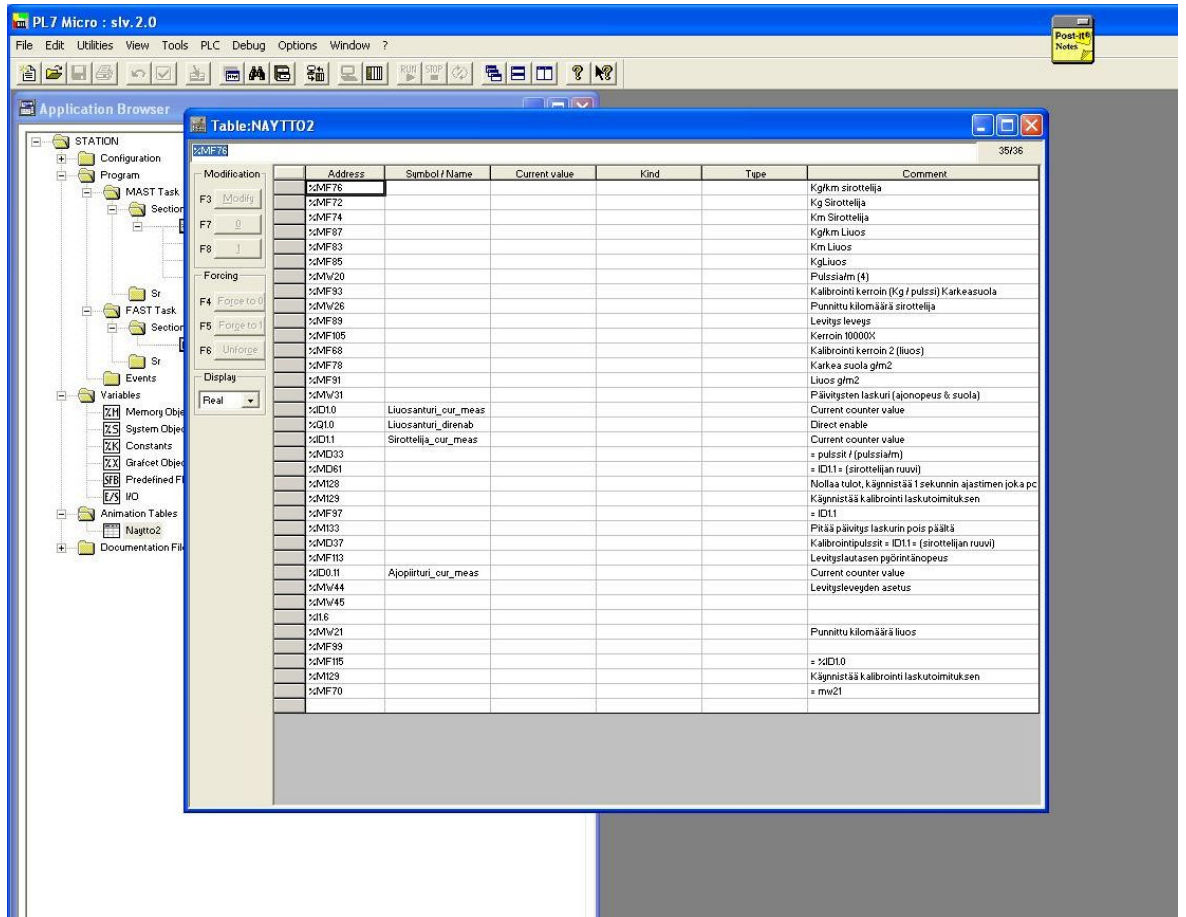 PL7 Micro : slv.2.0
File Edit Utilities View Tools PLC Debug Options Window ?
Post-it® Notes
RUN STOP
Application Browser
STATION
Configuration
Program
MAST Task
Section
Sr
FAST Task
Section
Sr
Events
Variables
%M Memory Obje
%S System Objec
%K Constants
%X Grafcet Objec
SFB Predefined F
E/S I/O
Animation Tables
Naytto2
Documentation Fil
Table:NAYTTO2
%MF76 35/36
Modification
F3 Modify
F7 0
F8 1
Forcing
F4 Force to 0
F5 Force to 1
F6 Unforce
Display
Real
Address Symbol / Name Current value Kind Type Comment
%MF76 Kg/km sirottelija
%MF72 Kg Sirottelija
%MF74 Km Sirottelija
%MF87 Kg/km Liuos
%MF83 Km Liuos
%MF85 KgLiuos
%MW20 Pulssia/m (4)
%MF93 Kalibrointi kerroin (Kg / pulssi) Karkeasuola
%MW26 Punnittu kilomäärä sirottelija
%MF89 Levitys leveys
%MF105 Kerroin 10000X
%MF68 Kalibrointi kerroin 2 (liuos)
%MF78 Karkea suola g/m2
%MF91 Liuos g/m2
%MW31 Päivitysten laskuri (ajonopeus & suola)
%ID1.0 Liuosanturi_cur_meas Current counter value
%Q1.0 Liuosanturi_direnab Direct enable
%ID1.1 Sirottelija_cur_meas Current counter value
%MD33 = pulssit / (pulssia/m)
%MD61 = ID1.1 = (sirottelijan ruuvi)
%M128 Nollaa tulot, käynnistää 1 sekunnin ajastimen joka po
%M129 Käynnistää kalibrointi laskutoimituksen
%MF97 = ID1.1
%M133 Pitää päivitys laskurin pois päältä
%MD37 Kalibrointipulssit = ID1.1 = (sirottelijan ruuvi)
%MF113 Levityslautasen pyörintänopeus
%ID0.11 Ajopiirturi_cur_meas Current counter value
%MW44 Levitysleveyden asetus
%MW45
%I1.6
%MW21 Punnittu kilomäärä liuos
%MF99
%MF115 = %ID1.0
%M129 Käynnistää kalibrointi laskutoimituksen
%MF70 = mw21